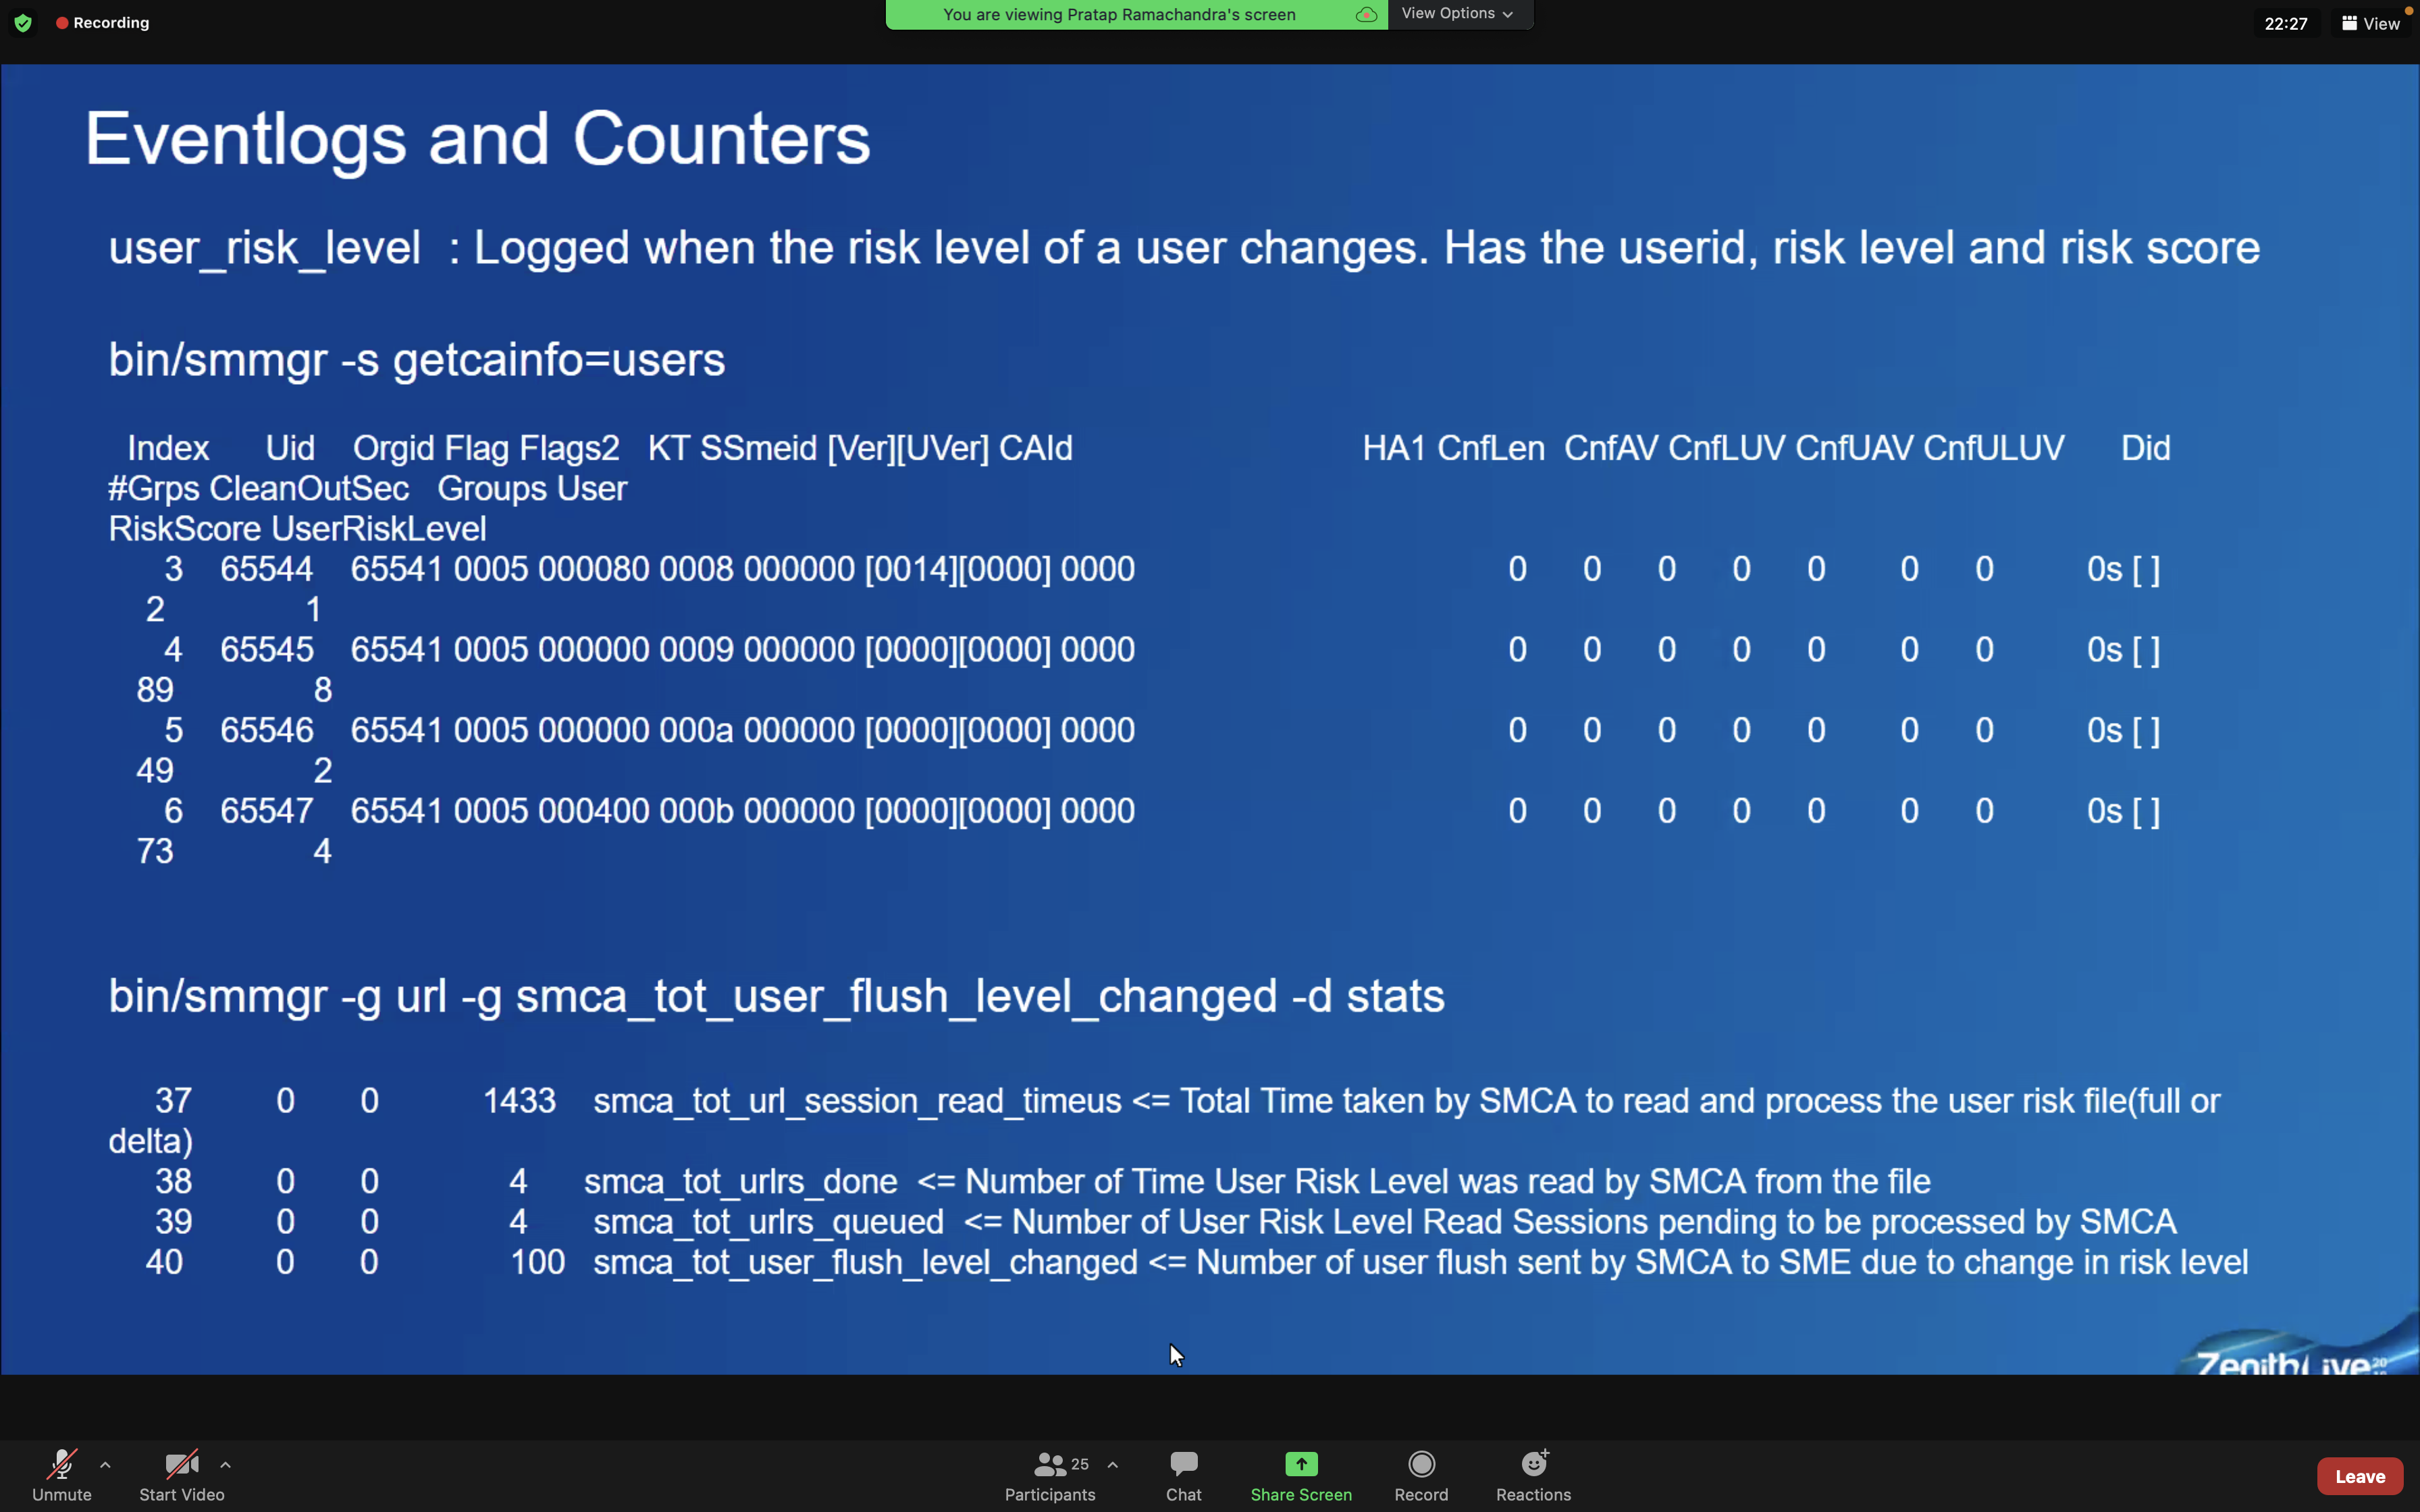 Recording
You are viewing Pratap Ramachandra's screen View Options
22:27 View
Eventlogs and Counters
user_risk_level : Logged when the risk level of a user changes. Has the userid, risk level and risk score
bin/smmgr -s getcainfo=users
Index Uid Orgid Flag Flags2 KT SSmeid [Ver][UVer] CAId HA1 CnfLen CnfAV CnfLUV CnfUAV CnfULUV Did
#Grps CleanOutSec Groups User
RiskScore UserRiskLevel
3 65544 65541 0005 000080 0008 000000 [0014][0000] 0000 0 0 0 0 0 0 0 0s [ ]
2 1
4 65545 65541 0005 000000 0009 000000 [0000][0000] 0000 0 0 0 0 0 0 0 0s [ ]
89 8
5 65546 65541 0005 000000 000a 000000 [0000][0000] 0000 0 0 0 0 0 0 0 0s [ ]
49 2
6 65547 65541 0005 000400 000b 000000 [0000][0000] 0000 0 0 0 0 0 0 0 0s [ ]
73 4
bin/smmgr -g url -g smca_tot_user_flush_level_changed -d stats
37 0 0 1433 smca_tot_url_session_read_timeus <= Total Time taken by SMCA to read and process the user risk file(full or
delta)
38 0 0 4 smca_tot_urlrs_done <= Number of Time User Risk Level was read by SMCA from the file
39 0 0 4 smca_tot_urlrs_queued <= Number of User Risk Level Read Sessions pending to be processed by SMCA
40 0 0 100 smca_tot_user_flush_level_changed <= Number of user flush sent by SMCA to SME due to change in risk level
ZenithLive
Unmute Start Video 25 Participants Chat Share Screen Record Reactions Leave